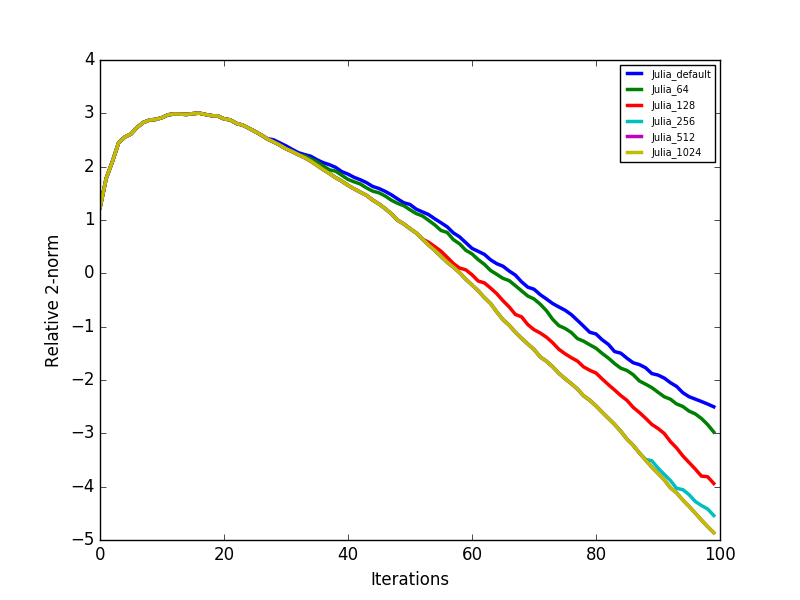 4
3
2
1
0
−1
−2
−3
−4
−5
Relative 2-norm
0 20 40 60 80 100
Iterations
Julia_default
Julia_64
Julia_128
Julia_256
Julia_512
Julia_1024